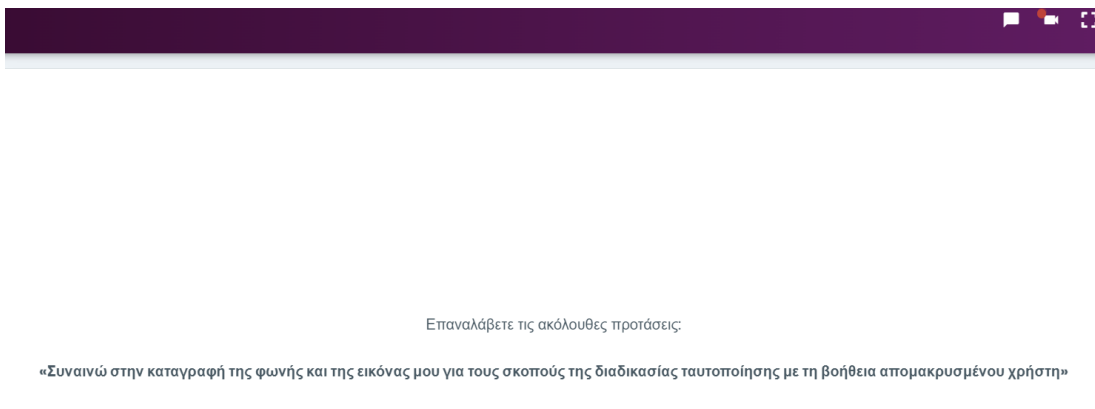 Επαναλάβετε τις ακόλουθες προτάσεις:
«Συναινώ στην καταγραφή της φωνής και της εικόνας μου για τους σκοπούς της διαδικασίας ταυτοποίησης με τη βοήθεια απομακρυσμένου χρήστη»